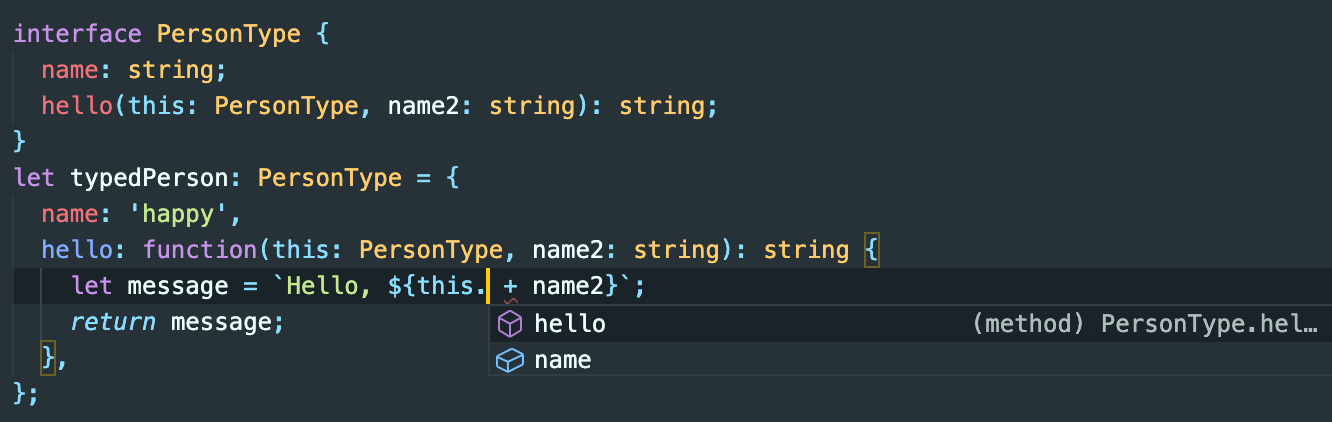 interface PersonType {
  name: string;
  hello(this: PersonType, name2: string): string;
}
let typedPerson: PersonType = {
  name: 'happy',
  hello: function(this: PersonType, name2: string): string {
    let message = `Hello, ${this. + name2}`;
    return message;
hello (method) PersonType.hel…
  },
name
};